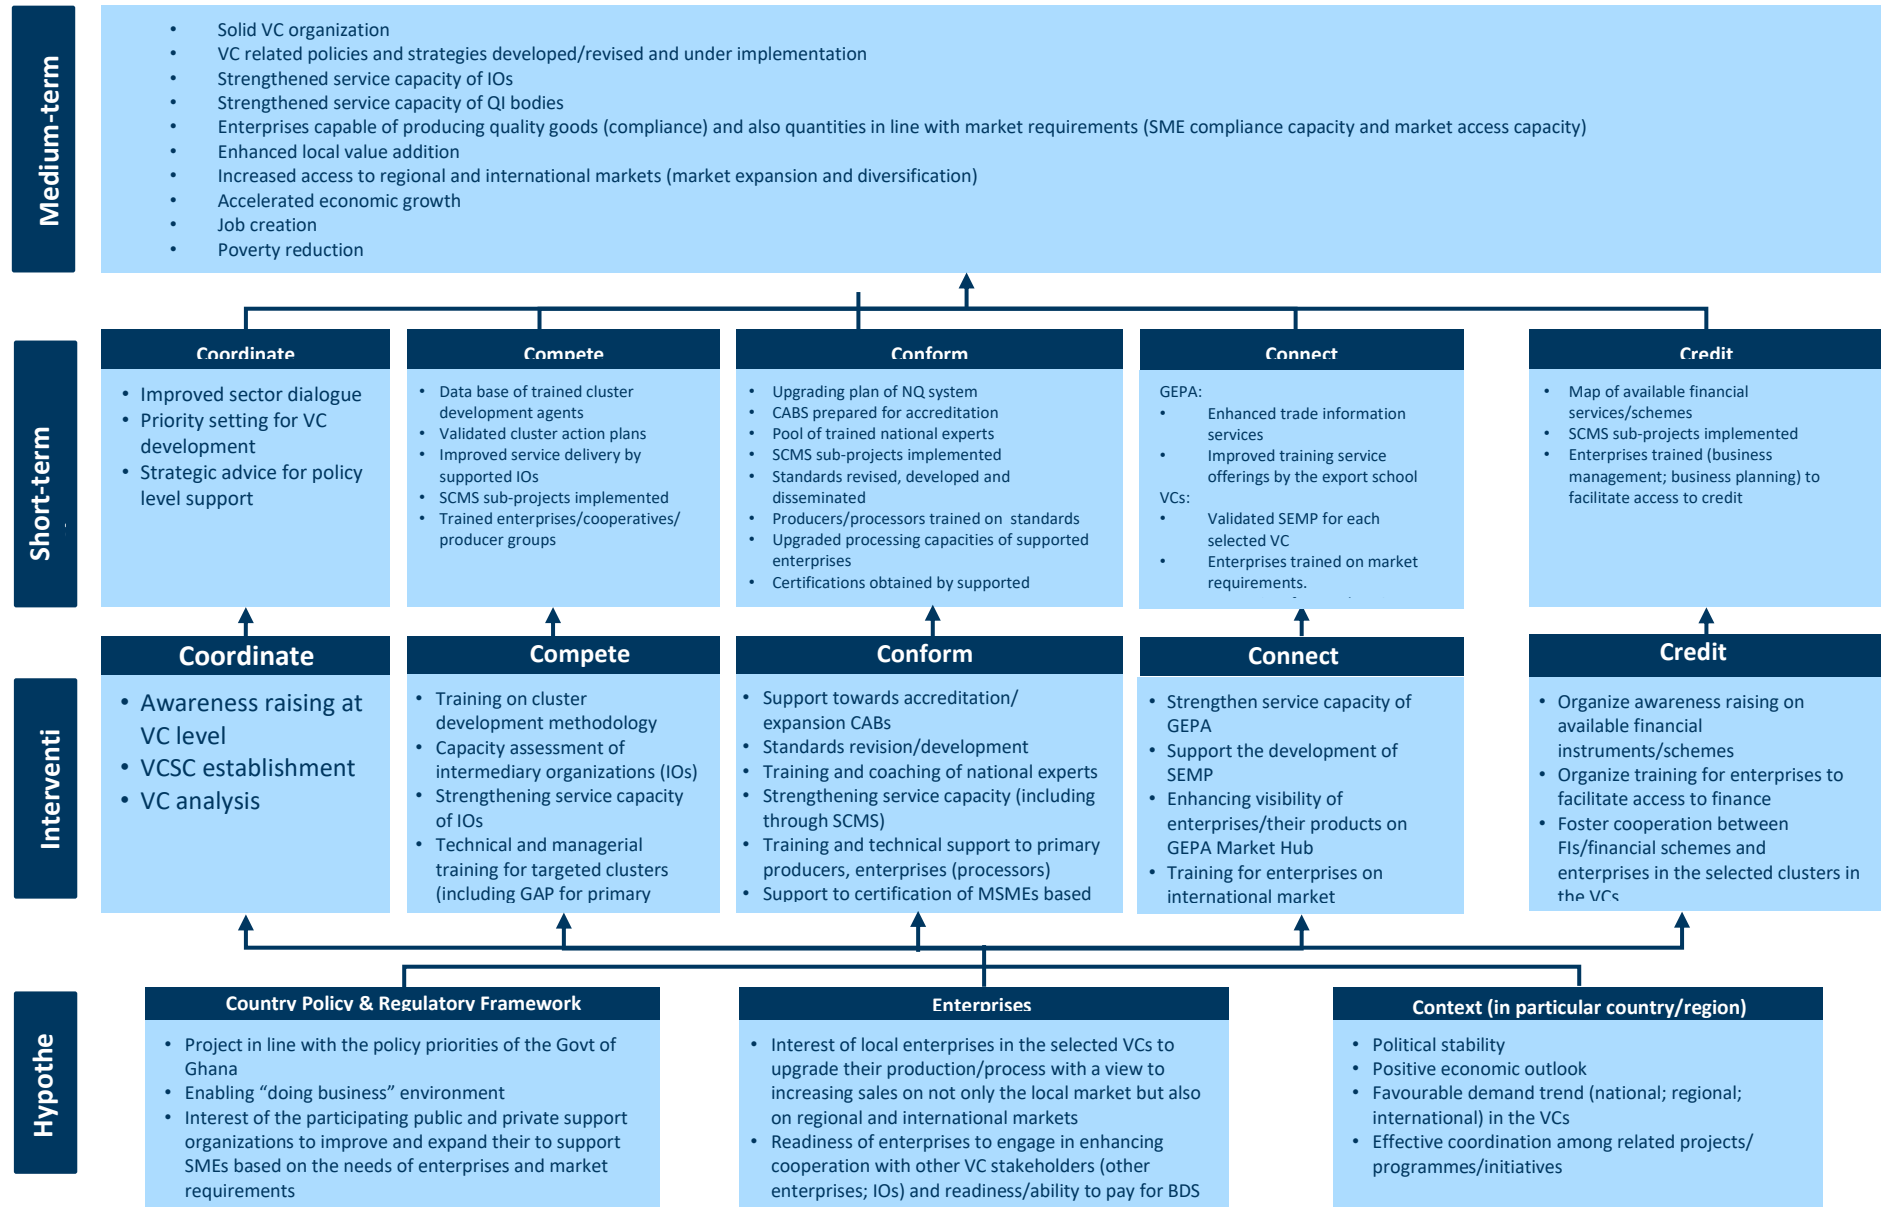 Medium-term
• Solid VC organization
• VC related policies and strategies developed/revised and under implementation
• Strengthened service capacity of IOs
• Strengthened service capacity of QI bodies
• Enterprises capable of producing quality goods (compliance) and also quantities in line with market requirements (SME compliance capacity and market access capacity)
• Enhanced local value addition
• Increased access to regional and international markets (market expansion and diversification)
• Accelerated economic growth
• Job creation
• Poverty reduction
Short-term
Coordinate
• Improved sector dialogue
• Priority setting for VC
development
• Strategic advice for policy
level support
Compete
• Data base of trained cluster
development agents
• Validated cluster action plans
• Improved service delivery by
supported IOs
• SCMS sub-projects implemented
• Trained enterprises/cooperatives/
producer groups
Conform
• Upgrading plan of NQ system
• CABS prepared for accreditation
• Pool of trained national experts
• SCMS sub-projects implemented
• Standards revised, developed and
disseminated
• Producers/processors trained on standards
• Upgraded processing capacities of supported
enterprises
• Certifications obtained by supported
Connect
GEPA:
• Enhanced trade information
services
• Improved training service
offerings by the export school
VCs:
• Validated SEMP for each
selected VC
• Enterprises trained on market
requirements.
Credit
• Map of available financial
services/schemes
• SCMS sub-projects implemented
• Enterprises trained (business
management; business planning) to
facilitate access to credit
Interventi
Coordinate
• Awareness raising at
VC level
• VCSC establishment
• VC analysis
Compete
• Training on cluster
development methodology
• Capacity assessment of
intermediary organizations (IOs)
• Strengthening service capacity
of IOs
• Technical and managerial
training for targeted clusters
(including GAP for primary
Conform
• Support towards accreditation/
expansion CABs
• Standards revision/development
• Training and coaching of national experts
• Strengthening service capacity (including
through SCMS)
• Training and technical support to primary
producers, enterprises (processors)
• Support to certification of MSMEs based
Connect
• Strengthen service capacity of
GEPA
• Support the development of
SEMP
• Enhancing visibility of
enterprises/their products on
GEPA Market Hub
• Training for enterprises on
international market
Credit
• Organize awareness raising on
available financial
instruments/schemes
• Organize training for enterprises to
facilitate access to finance
• Foster cooperation between
FIs/financial schemes and
enterprises in the selected clusters in
the VCs
Hypothe
Country Policy & Regulatory Framework
• Project in line with the policy priorities of the Govt of
Ghana
• Enabling “doing business” environment
• Interest of the participating public and private support
organizations to improve and expand their to support
SMEs based on the needs of enterprises and market
requirements
Enterprises
• Interest of local enterprises in the selected VCs to
upgrade their production/process with a view to
increasing sales on not only the local market but also
on regional and international markets
• Readiness of enterprises to engage in enhancing
cooperation with other VC stakeholders (other
enterprises; IOs) and readiness/ability to pay for BDS
Context (in particular country/region)
• Political stability
• Positive economic outlook
• Favourable demand trend (national; regional;
international) in the VCs
• Effective coordination among related projects/
programmes/initiatives